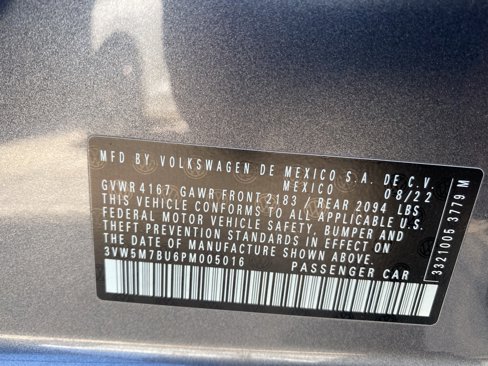 MFD BY VOLKSWAGEN DE MEXICO S.A. DE C.V.
MEXICO 08/22
GVWR 4167 GAWR FRONT 2183 / REAR 2094 LBS
THIS VEHICLE CONFORMS TO ALL APPLICABLE
FEDERAL MOTOR VEHICLE SAFETY, BUMPER AND
THEFT PREVENTION STANDARDS IN EFFECT ON
THE DATE OF MANUFACTURE SHOWN ABOVE.
3VW5M7BU6PM005016 PASSENGER CAR
3321005 3779 M